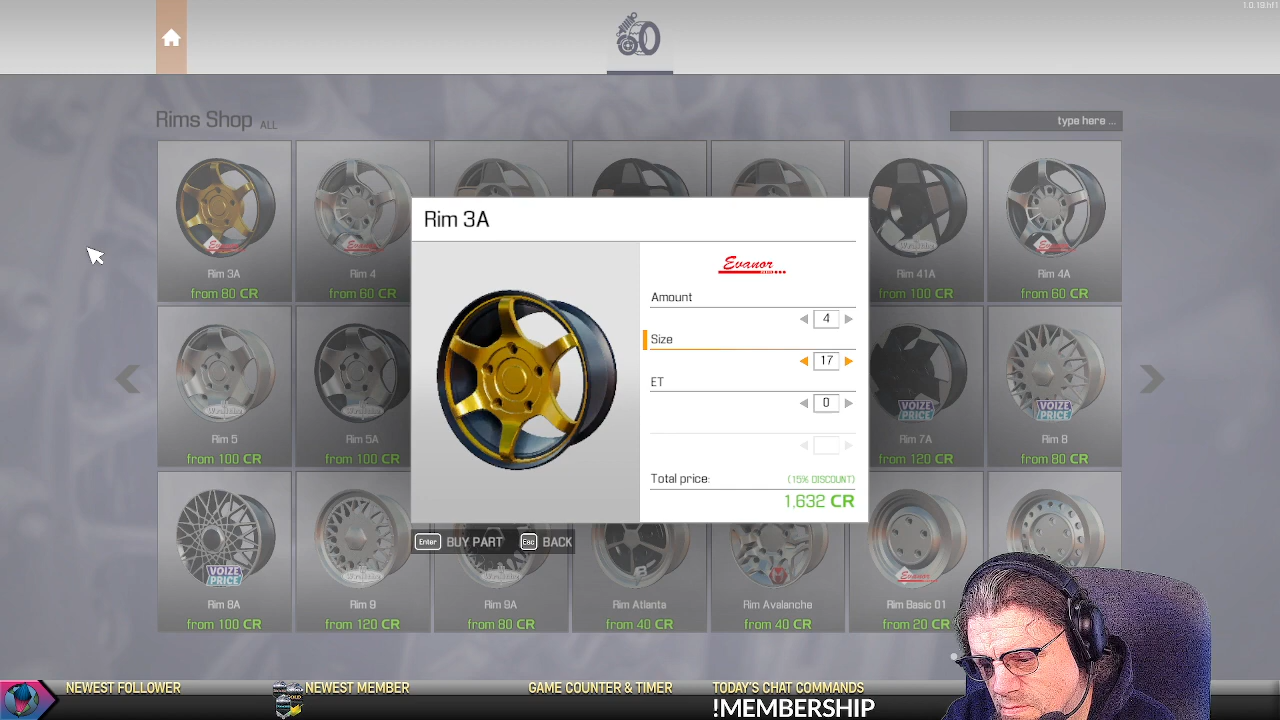 1.0.19.hf1
Rims Shop ALL
type here ...
Rim 3A
from 80 CR
Rim 4
from 60 CR
Rim 41A
from 100 CR
Rim 4A
from 60 CR
Rim 3A
Evanor
Amount
4
Size
17
ET
0
Total price:
(15% DISCOUNT)
1,632 CR
Enter BUY PART
Esc BACK
Rim 5
from 100 CR
Rim 5A
from 100 CR
VOIZE PRICE
Rim 7A
from 120 CR
VOIZE PRICE
Rim 8
from 80 CR
VOIZE PRICE
Rim 8A
from 100 CR
Rim 9
from 120 CR
Rim 9A
from 80 CR
Rim Atlanta
from 40 CR
Rim Avalanche
from 40 CR
Evanor
Rim Basic 01
from 20 CR
NEWEST FOLLOWER
NEWEST MEMBER
GAME COUNTER & TIMER
TODAY'S CHAT COMMANDS
!MEMBERSHIP